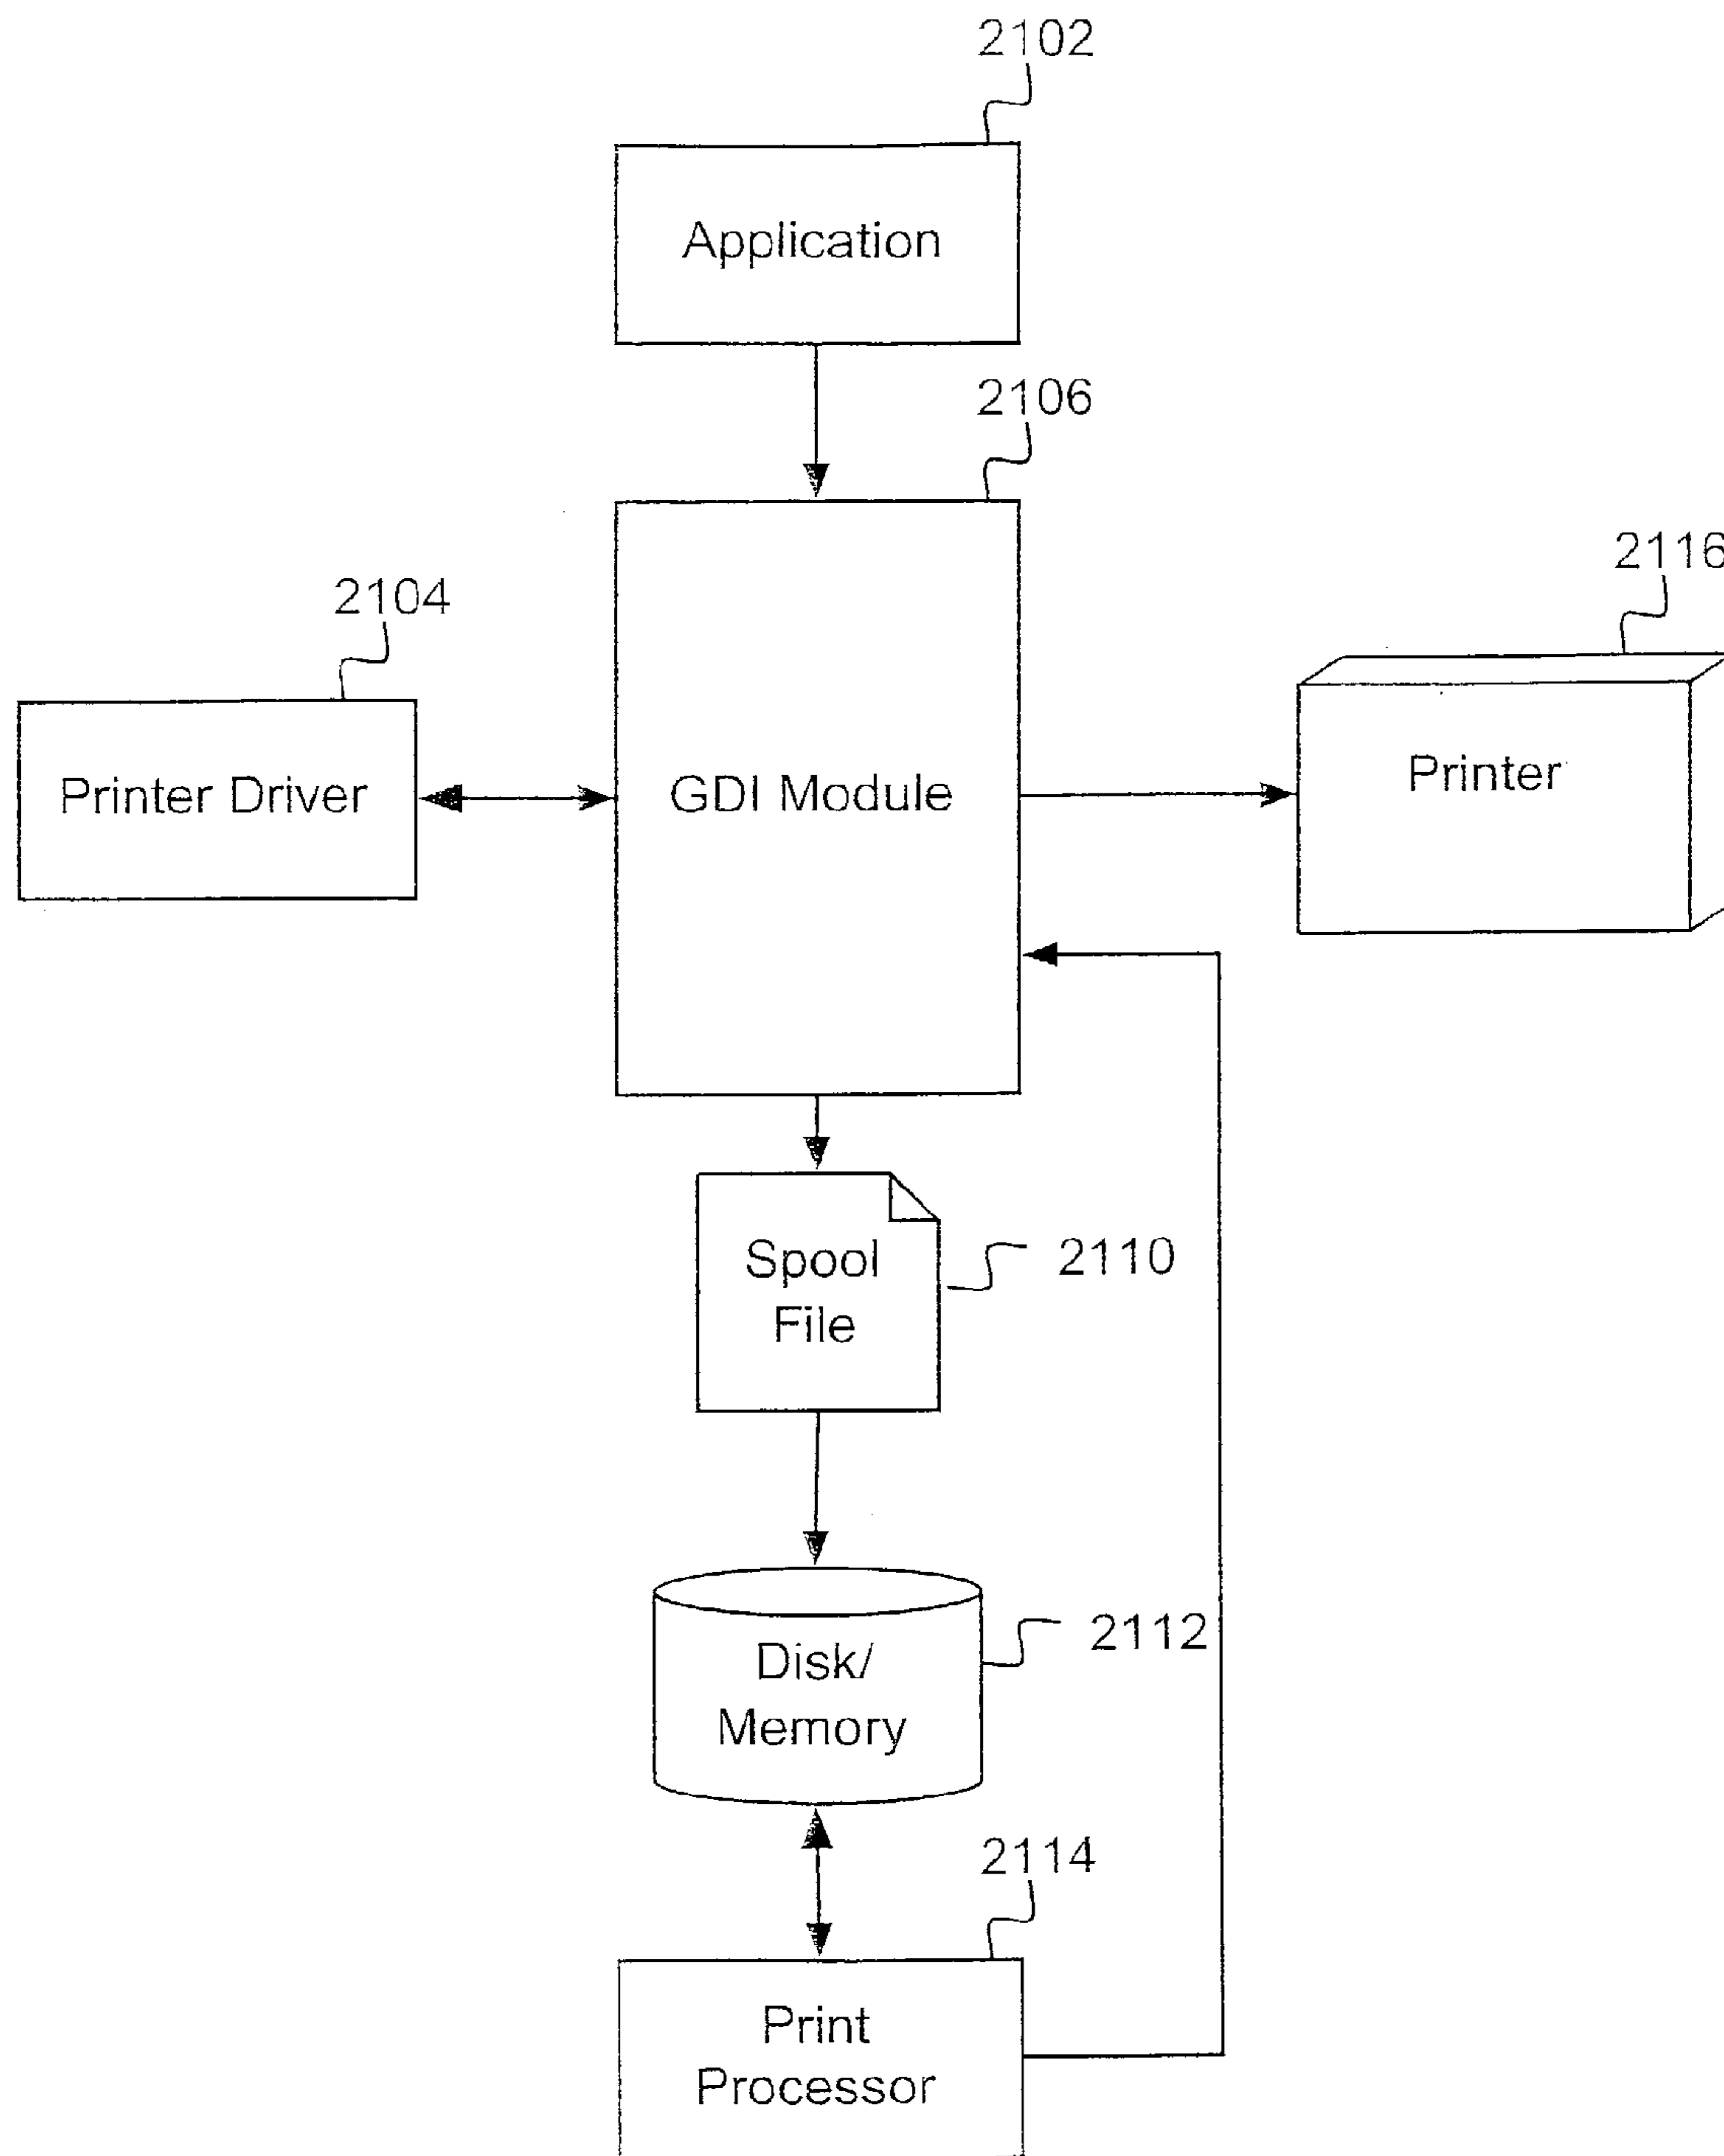 2102
Application
2106
2116
2104
Printer Driver
GDI Module
Printer
Spool
File
2110
Disk/
Memory
2112
2114
Print
Processor